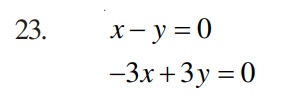 23. x − y = 0
−3x + 3y = 0